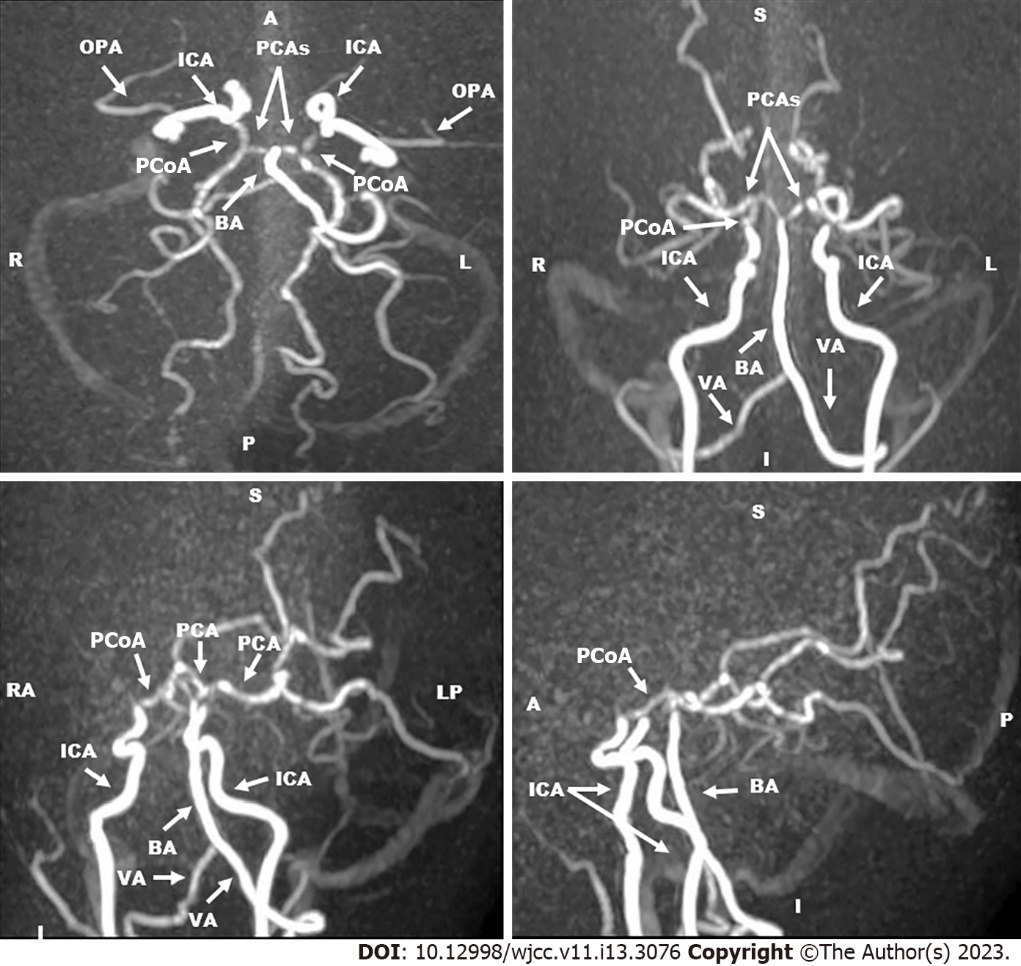 A
OPA
ICA
PCAs
ICA
OPA
PCoA
PCoA
BA
R
L
P
S
PCAs
PCoA
ICA
ICA
R
L
VA
BA
VA
I
S
PCoA
PCA
PCA
RA
LP
ICA
ICA
BA
VA
VA
I
S
PCoA
A
P
ICA
BA
I
DOI: 10.12998/wjcc.v11.i13.3076 Copyright ©The Author(s) 2023.